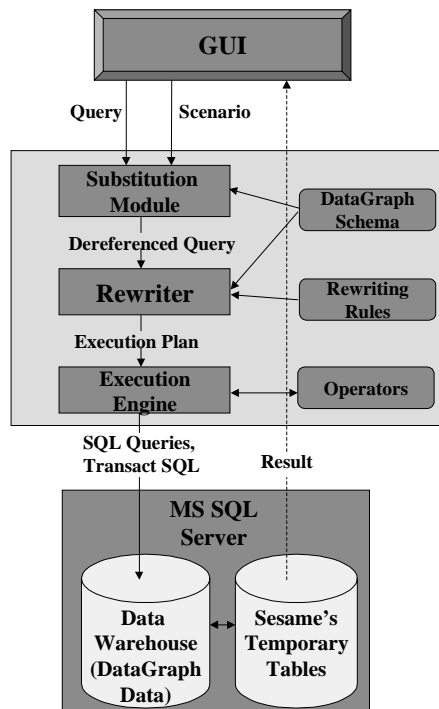 GUI
Query
Scenario
Substitution
Module
DataGraph
Schema
Dereferenced Query
Rewriter
Rewriting
Rules
Execution Plan
Execution
Engine
Operators
SQL Queries,
Transact SQL
Result
MS SQL
Server
Data
Warehouse
(DataGraph
Data)
Sesame's
Temporary
Tables